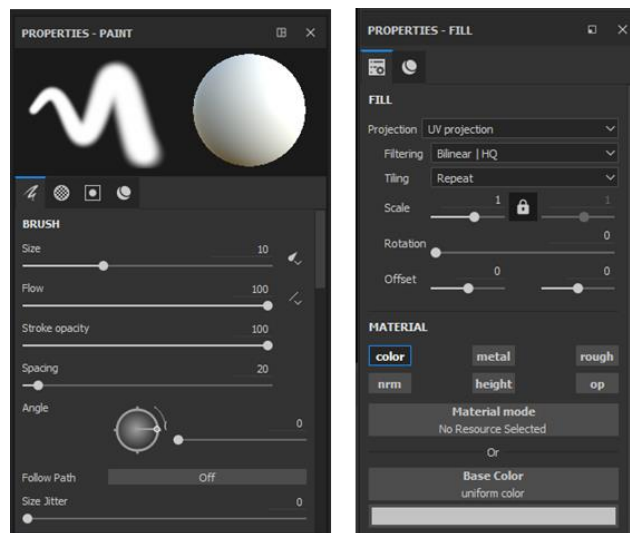 PROPERTIES - PAINT
BRUSH
Size 10
Flow 100
Stroke opacity 100
Spacing 20
Angle 0
Follow Path Off
Size Jitter 0
PROPERTIES - FILL
FILL
Projection UV projection
Filtering Bilinear | HQ
Tiling Repeat
Scale 1 1
Rotation 0
Offset 0 0
MATERIAL
color metal rough
nrm height op
Material mode
No Resource Selected
Or
Base Color
uniform color